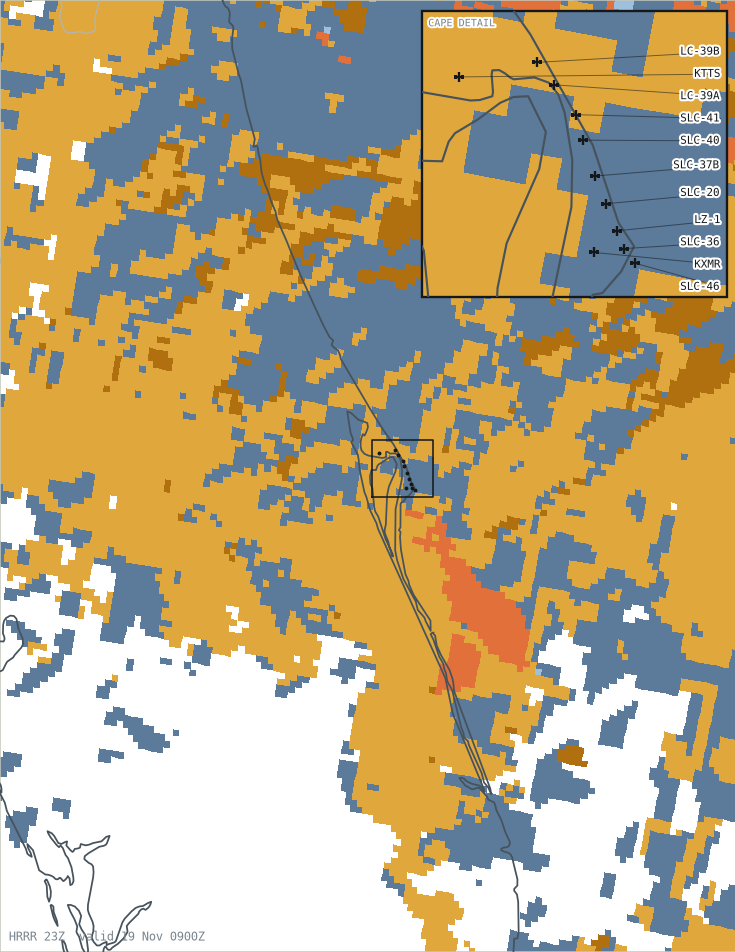 CAPE DETAIL
LC-39B
KTTS
LC-39A
SLC-41
SLC-40
SLC-37B
SLC-20
LZ-1
SLC-36
KXMR
SLC-46
HRRR 23Z valid 19 Nov 0900Z